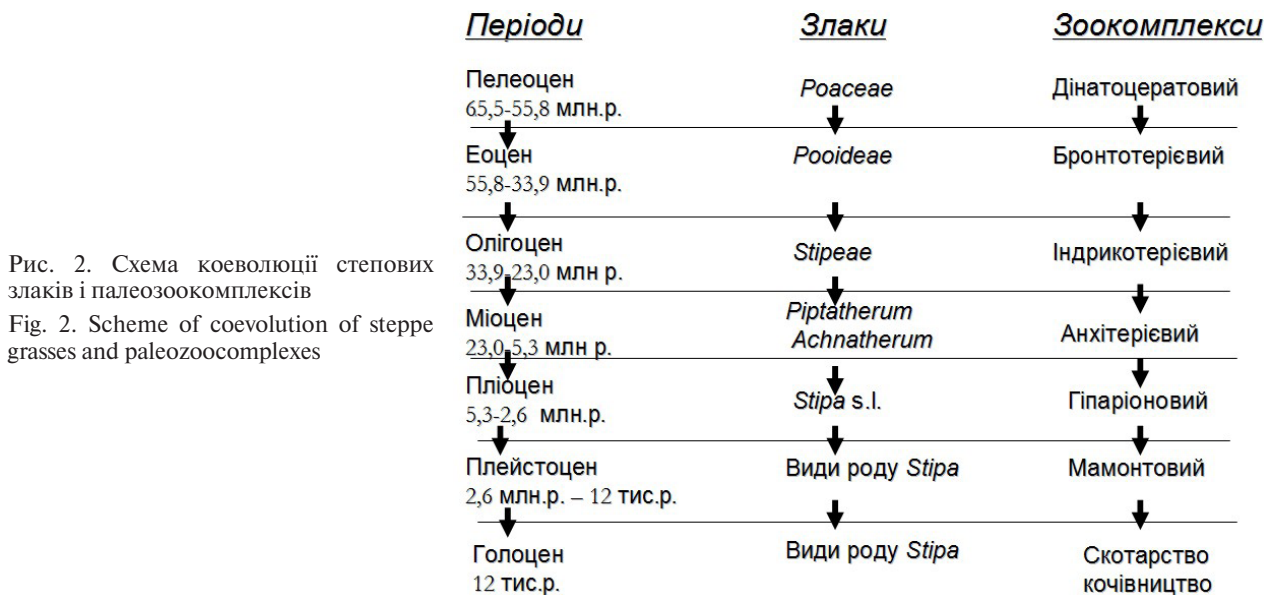 Періоди Злаки Зоокомплекси
Пелеоцен Poaceae Дінатоцератовий
65,5-55,8 млн.р.
Еоцен Pooideae Бронтотерієвий
55,8-33,9 млн.р.
Олігоцен Stipeae Індрикотерієвий
33,9-23,0 млн р.
Міоцен Piptatherum Анхітерієвий
23,0-5,3 млн р. Achnatherum
Пліоцен Stipa s.l. Гіпаріоновий
5,3-2,6 млн.р.
Плейстоцен Види роду Stipa Мамонтовий
2,6 млн.р. – 12 тис.р.
Голоцен Види роду Stipa Скотарство
12 тис.р. кочівництво
Рис. 2. Схема коеволюції степових
злаків і палеозоокомплексів
Fig. 2. Scheme of coevolution of steppe
grasses and paleozoocomplexes